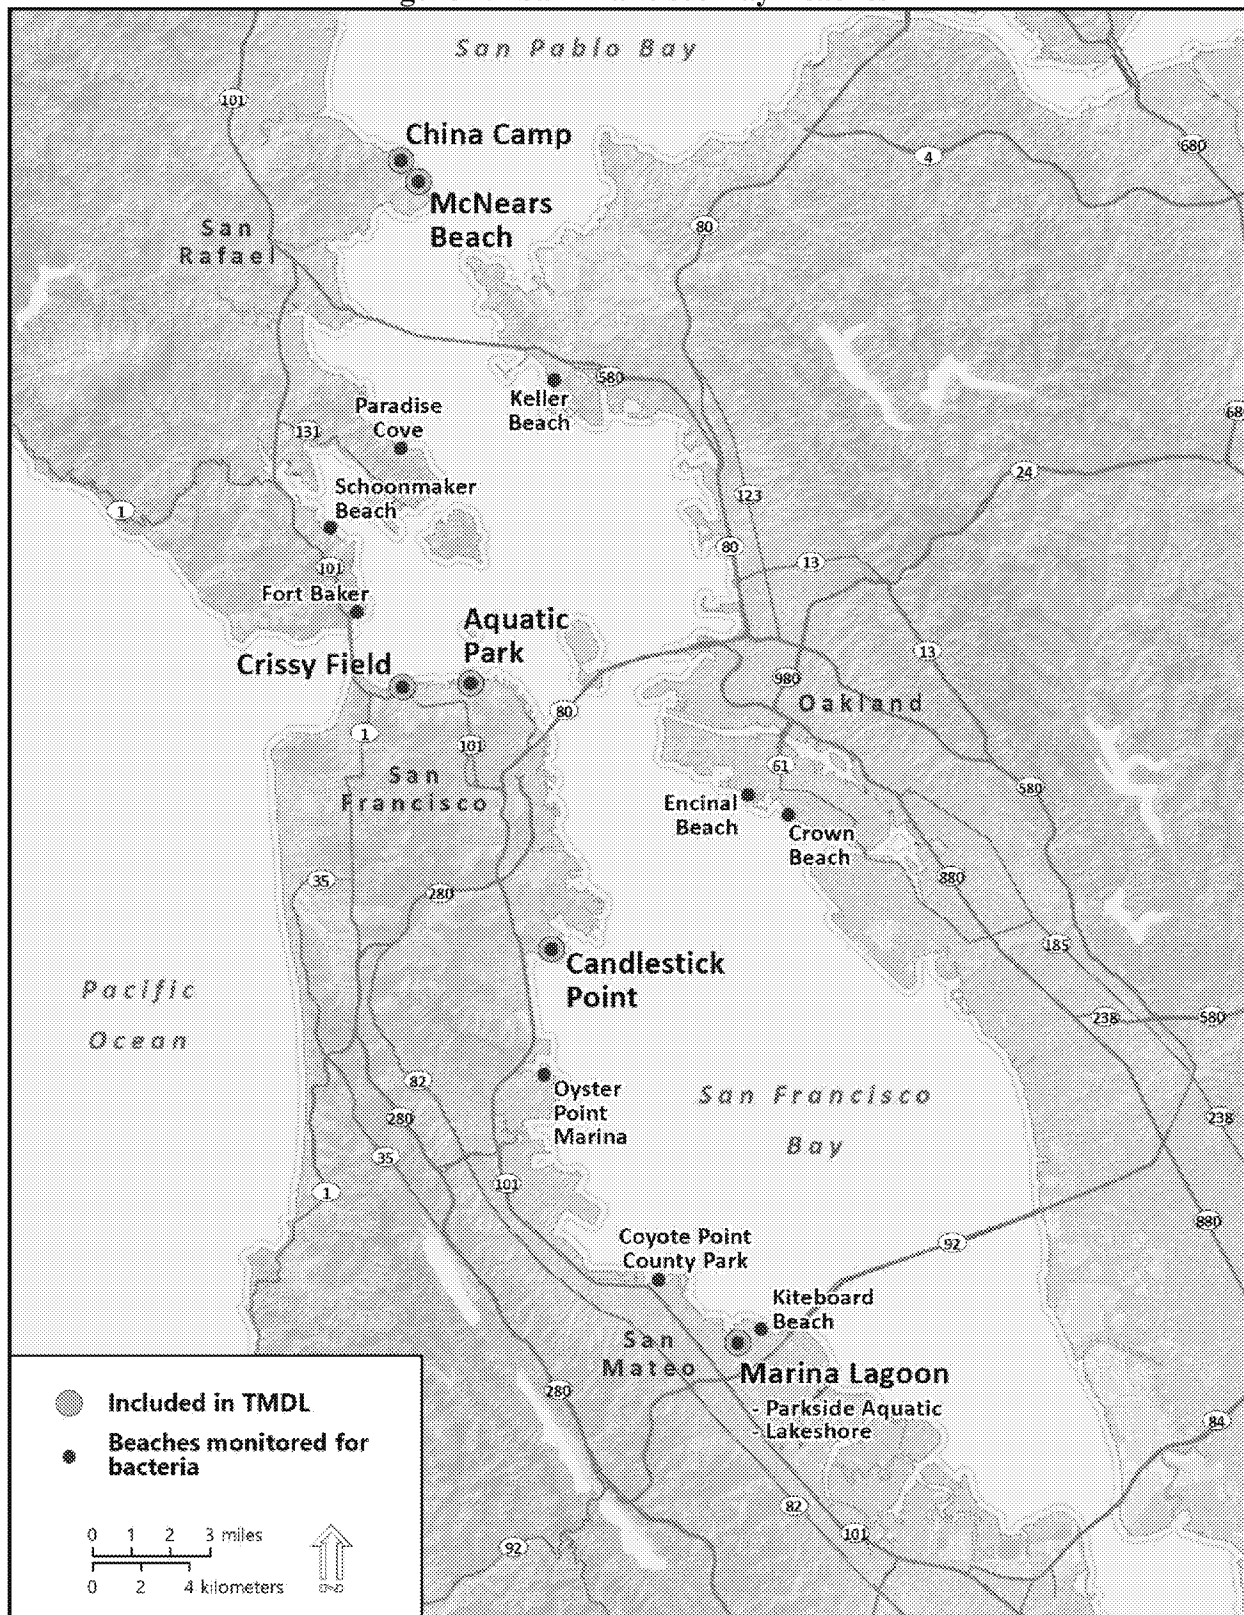 San Pablo Bay
101
China Camp
680
4
McNears
Beach
80
San
Rafael
580
Keller
Beach
Paradise
Cove
131
68
24
Schoonmaker
Beach
123
1
80
13
101
Fort Baker
Aquatic
Park
13
Crissy Field
980
Oakland
80
1
101
61
San
Francisco
580
Encinal
Beach
Crown
Beach
35
280
880
185
Candlestick
Point
Pacific
Ocean
238
580
82
Oyster
Point
Marina
San Francisco
Bay
280
238
35
101
1
880
Coyote Point
County Park
92
Kiteboard
Beach
San
Mateo
Marina Lagoon
- Parkside Aquatic
- Lakeshore
280
84
Included in TMDL
Beaches monitored for
bacteria
82
101
92
0 1 2 3 miles
0 2 4 kilometers